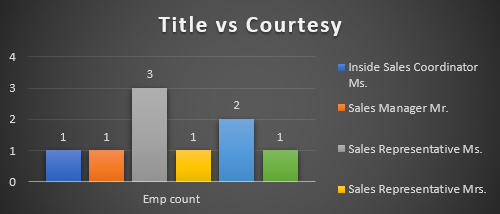 Title vs Courtesy
4
3
2
1
0
1
1
3
1
2
1
Emp count
Inside Sales Coordinator
Ms.
Sales Manager Mr.
Sales Representative Ms.
Sales Representative Mrs.